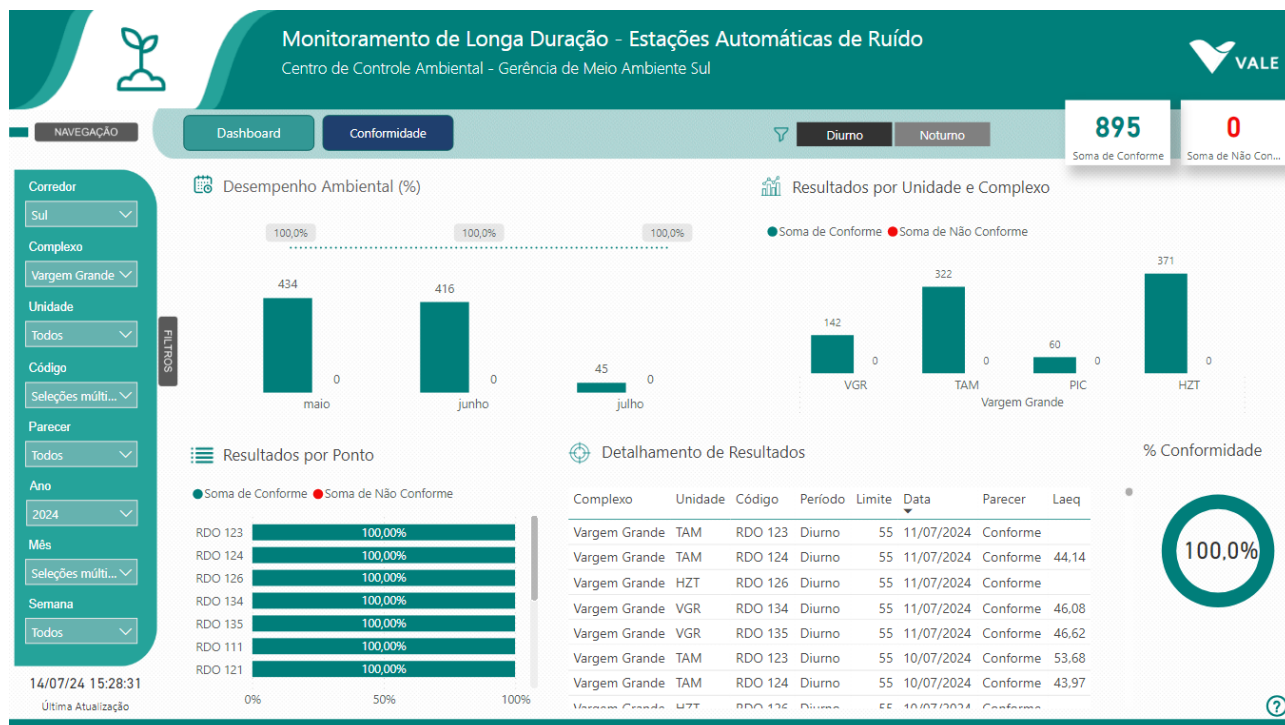 Monitoramento de Longa Duração - Estações Automáticas de Ruído
Centro de Controle Ambiental - Gerência de Meio Ambiente Sul
VALE
NAVEGAÇÃO
Dashboard
Conformidade
Diurno
Noturno
895
Soma de Conforme
0
Soma de Não Con...
Corredor
Sul
Complexo
Vargem Grande
Unidade
Todos
Código
Seleções múlti...
Parecer
Todos
Ano
2024
Mês
Seleções múlti...
Semana
Todos
14/07/24 15:28:31
Última Atualização
FILTROS
Desempenho Ambiental (%)
100,0% 100,0% 100,0%
434 0 416 0 45 0
maio junho julho
Resultados por Unidade e Complexo
Soma de Conforme Soma de Não Conforme
142 0 322 0 60 0 371 0
VGR TAM PIC HZT
Vargem Grande
Resultados por Ponto
Soma de Conforme Soma de Não Conforme
RDO 123 100,00%
RDO 124 100,00%
RDO 126 100,00%
RDO 134 100,00%
RDO 135 100,00%
RDO 111 100,00%
RDO 121 100,00%
0% 50% 100%
Detalhamento de Resultados
Complexo Unidade Código Período Limite Data Parecer Laeq
Vargem Grande TAM RDO 123 Diurno 55 11/07/2024 Conforme
Vargem Grande TAM RDO 124 Diurno 55 11/07/2024 Conforme 44,14
Vargem Grande HZT RDO 126 Diurno 55 11/07/2024 Conforme
Vargem Grande VGR RDO 134 Diurno 55 11/07/2024 Conforme 46,08
Vargem Grande VGR RDO 135 Diurno 55 11/07/2024 Conforme 46,62
Vargem Grande TAM RDO 123 Diurno 55 10/07/2024 Conforme 53,68
Vargem Grande TAM RDO 124 Diurno 55 10/07/2024 Conforme 43,97
Vargem Grande HZT RDO 126 Diurno 55 10/07/2024 Conforme
% Conformidade
100,0%
?